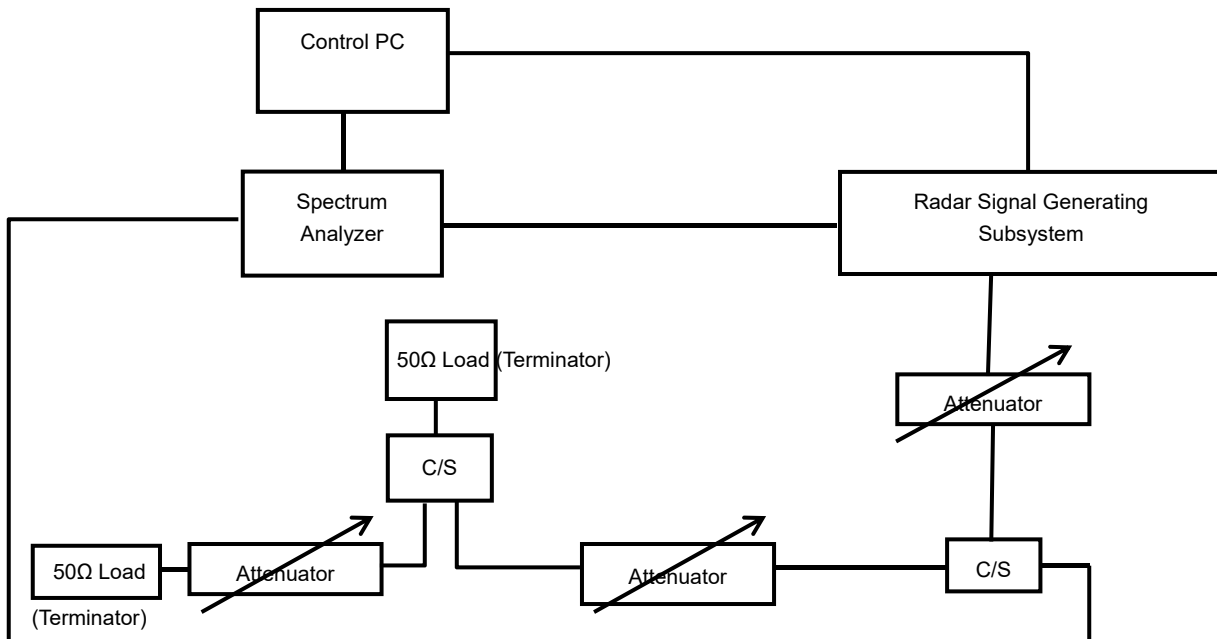 Control PC
Spectrum
Analyzer
Radar Signal Generating
Subsystem
50Ω Load (Terminator)
Attenuator
C/S
50Ω Load
(Terminator)
Attenuator
Attenuator
C/S